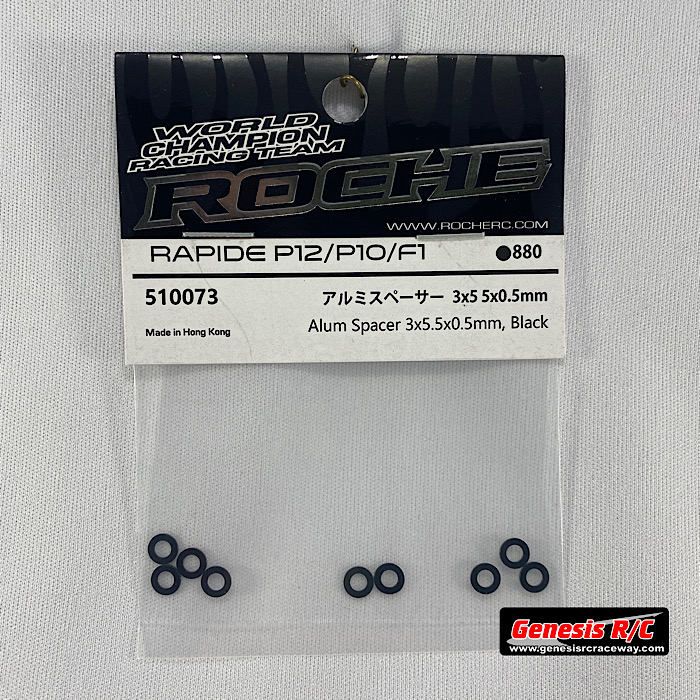 WORLD
CHAMPION
RACING TEAM
ROCHE
WWW.ROCHERC.COM
RAPIDE P12/P10/F1 ●880
510073 アルミスペーサー 3x5 5x0.5mm
Made in Hong Kong Alum Spacer 3x5.5x0.5mm, Black
Genesis R/C
www.genesisrcraceway.com